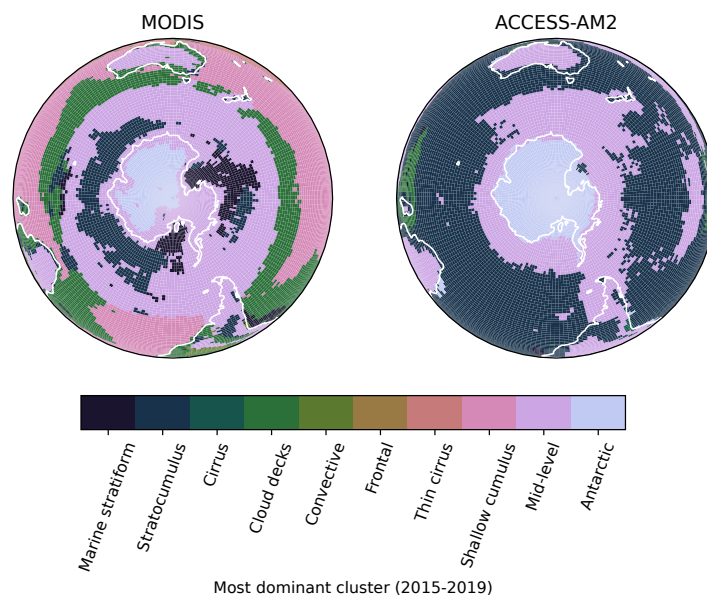 MODIS
ACCESS-AM2
Marine stratiform
Stratocumulus
Cirrus
Cloud decks
Convective
Frontal
Thin cirrus
Shallow cumulus
Mid-level
Antarctic
Most dominant cluster (2015-2019)